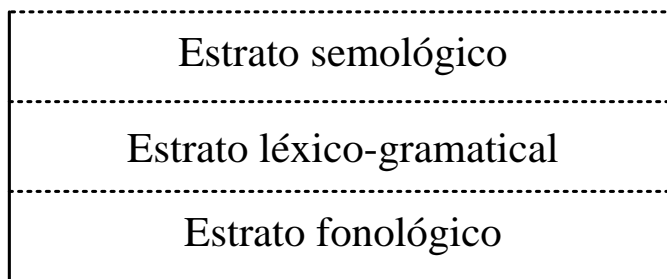 Estrato semológico
Estrato léxico-gramatical
Estrato fonológico